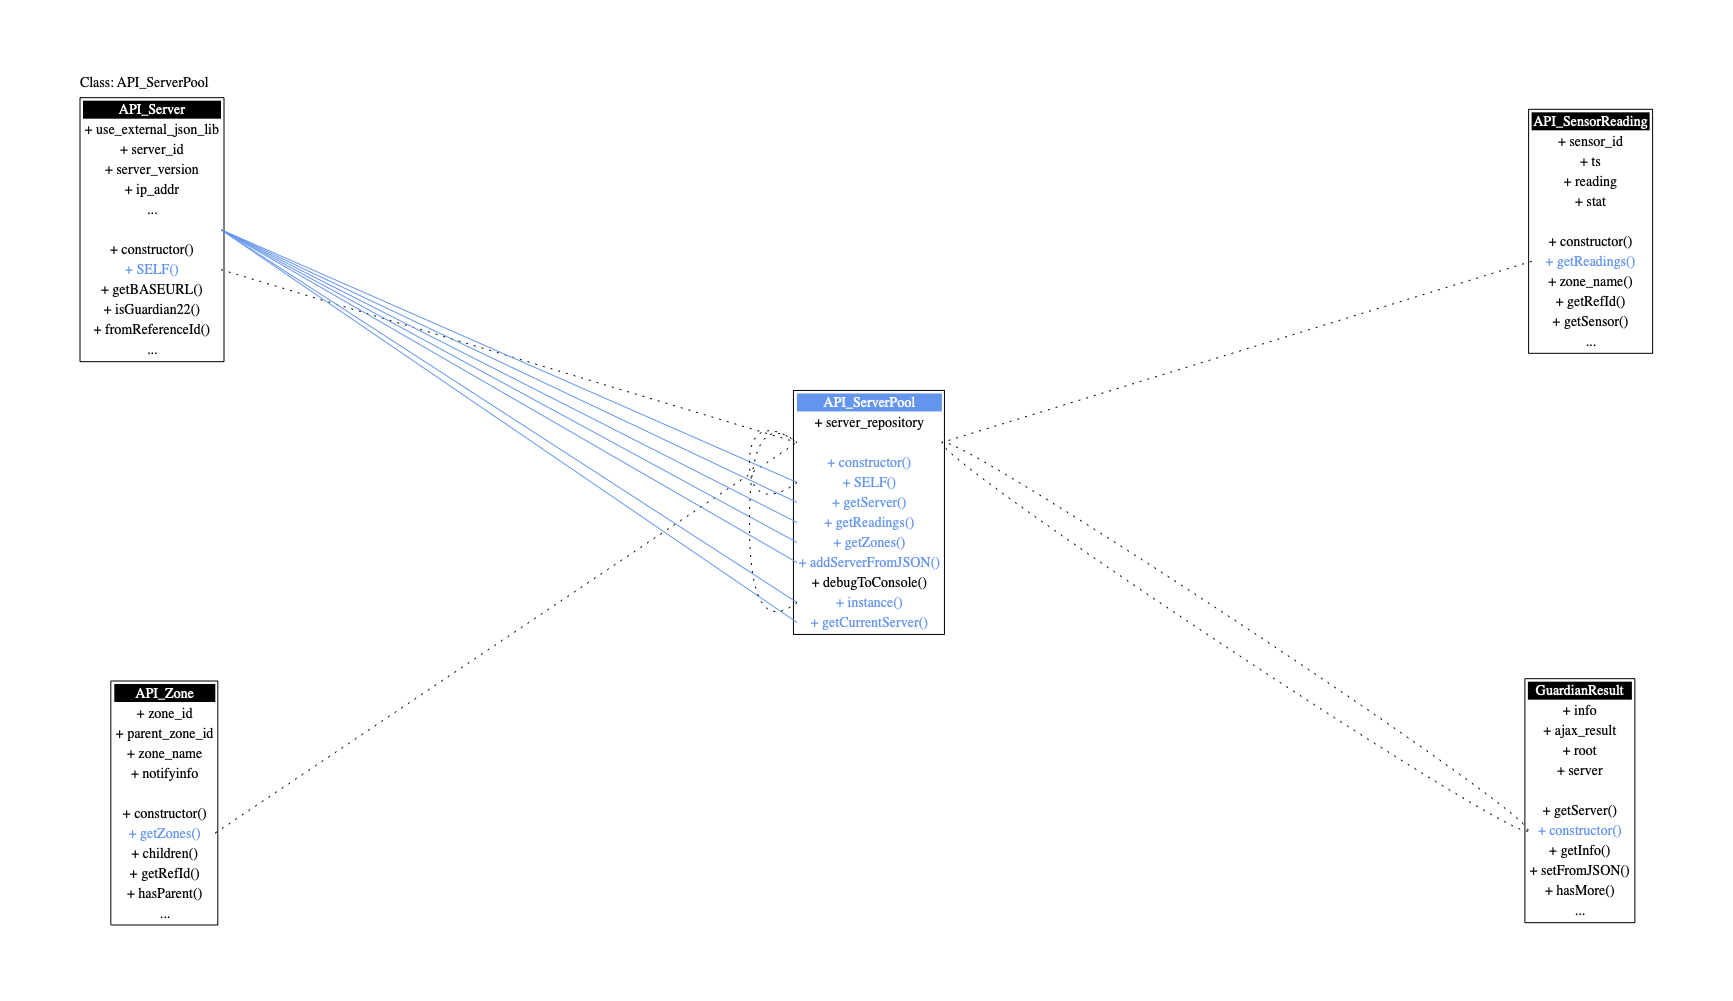 Class: API_ServerPool
API_Server
+ use_external_json_lib
+ server_id
+ server_version
+ ip_addr
...
+ constructor()
+ SELF()
+ getBASEURL()
+ isGuardian22()
+ fromReferenceId()
...
API_SensorReading
+ sensor_id
+ ts
+ reading
+ stat
+ constructor()
+ getReadings()
+ zone_name()
+ getRefId()
+ getSensor()
...
API_ServerPool
+ server_repository
+ constructor()
+ SELF()
+ getServer()
+ getReadings()
+ getZones()
+ addServerFromJSON()
+ debugToConsole()
+ instance()
+ getCurrentServer()
API_Zone
+ zone_id
+ parent_zone_id
+ zone_name
+ notifyinfo
+ constructor()
+ getZones()
+ children()
+ getRefId()
+ hasParent()
...
GuardianResult
+ info
+ ajax_result
+ root
+ server
+ getServer()
+ constructor()
+ getInfo()
+ setFromJSON()
+ hasMore()
...